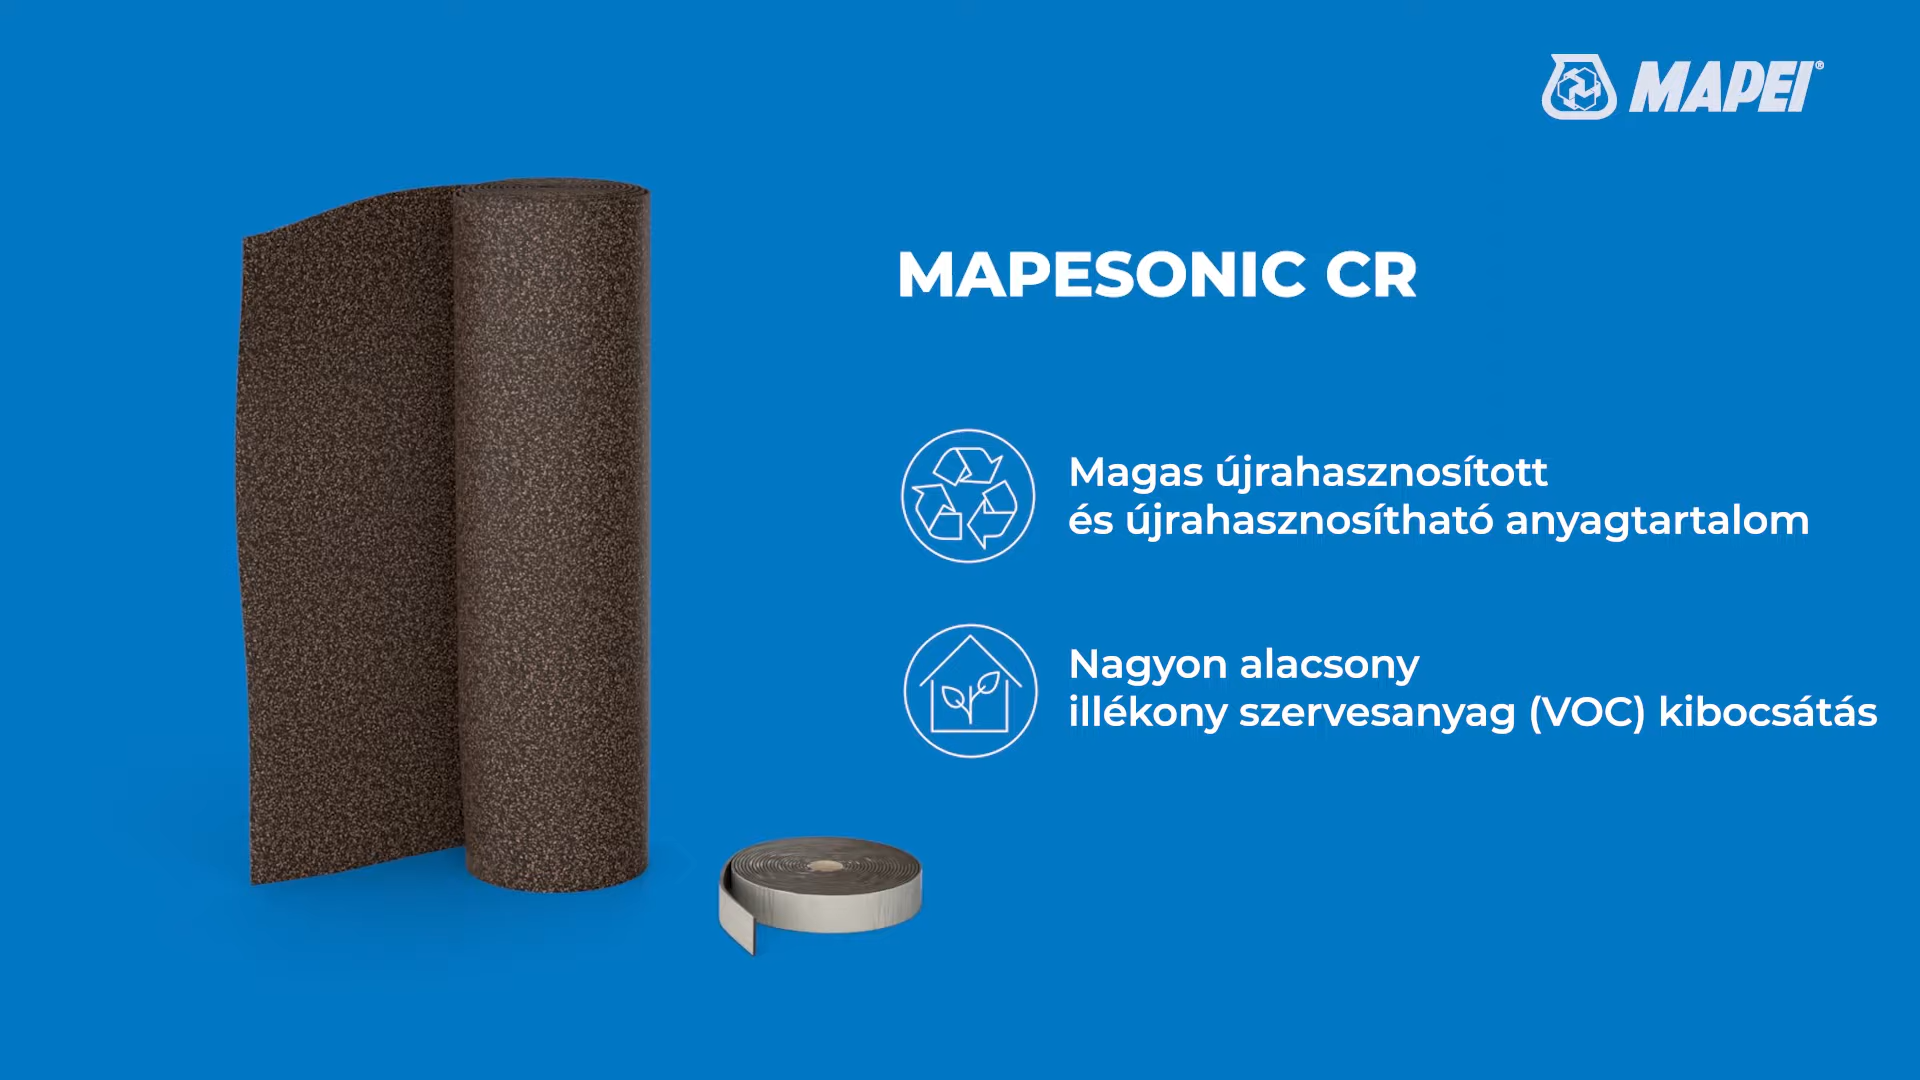 MAPEI®
MAPESONIC CR
Magas újrahasznosított
és újrahasznosítható anyagtartalom
Nagyon alacsony
illékony szervesanyag (VOC) kibocsátás